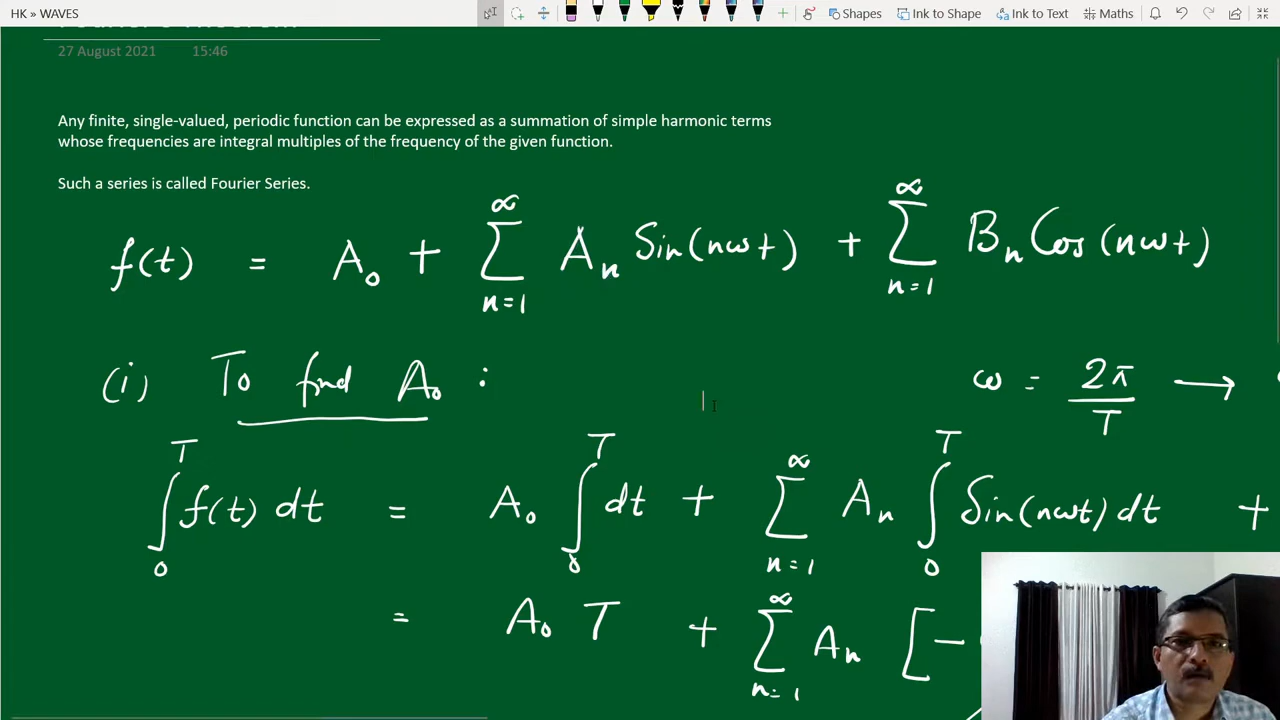 HK » WAVES
Shapes Ink to Shape Ink to Text Maths
27 August 2021 15:46
Any finite, single-valued, periodic function can be expressed as a summation of simple harmonic terms
whose frequencies are integral multiples of the frequency of the given function.
Such a series is called Fourier Series.
f(t) = A₀ + ∑ₙ₌₁^∞ Aₙ Sin(nωt) + ∑ₙ₌₁^∞ Bₙ Cos(nωt)
(i) To find A₀ : ω = 2π/T →
∫₀ᵀ f(t) dt = A₀ ∫₀ᵀ dt + ∑ₙ₌₁^∞ Aₙ ∫₀ᵀ Sin(nωt) dt +
= A₀ T + ∑ₙ₌₁^∞ Aₙ [ −